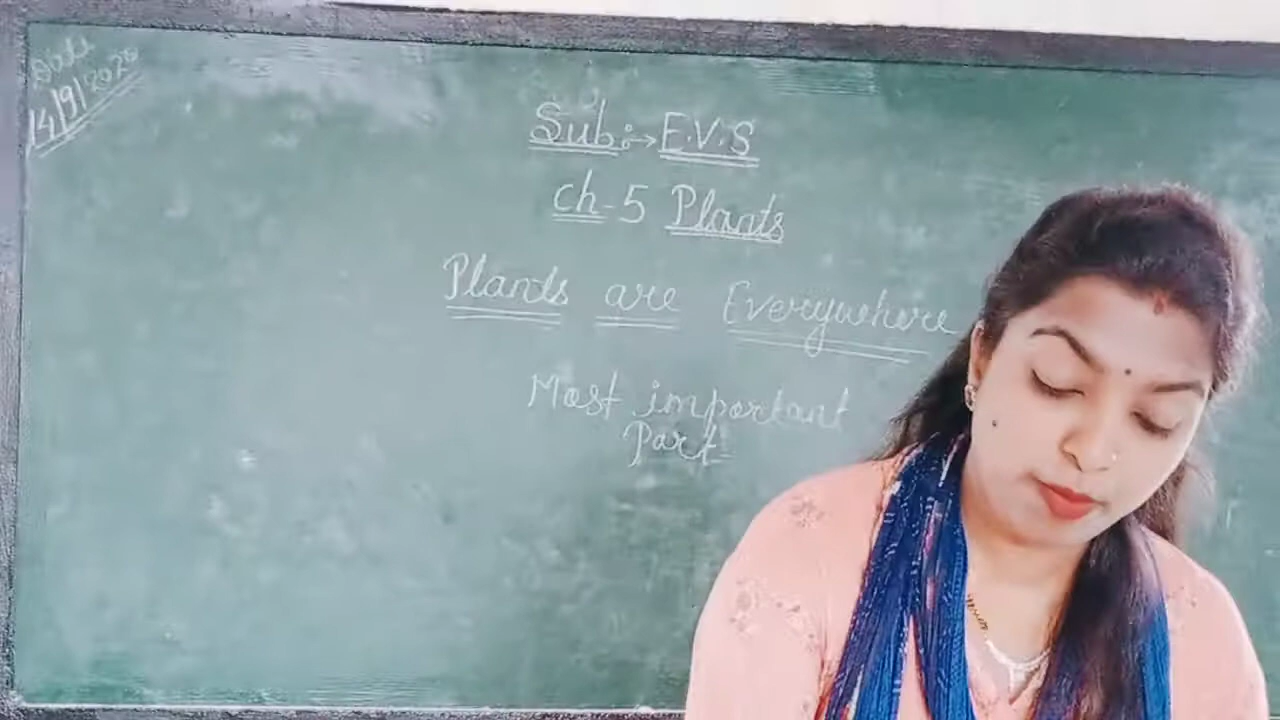 Date
14/9/2020
Sub:→E.V.S
Ch-5 Plants
Plants are Everywhere
Most important
Part